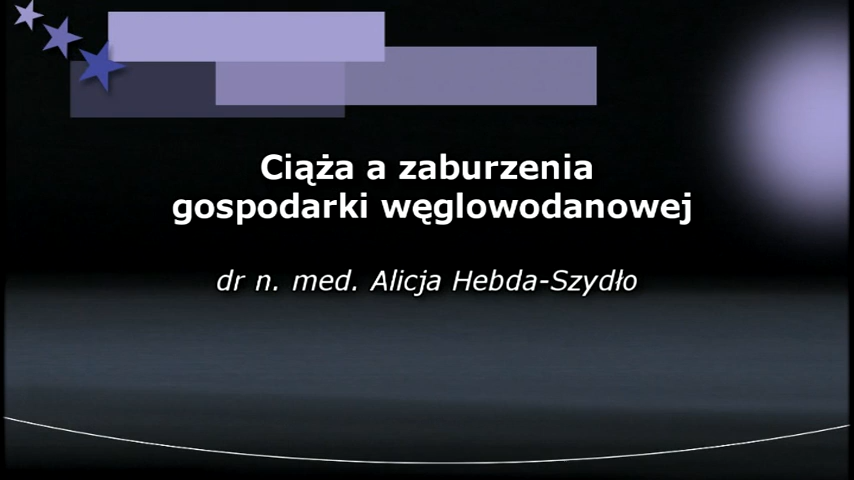 Ciąża a zaburzenia
gospodarki węglowodanowej
dr n. med. Alicja Hebda-Szydło